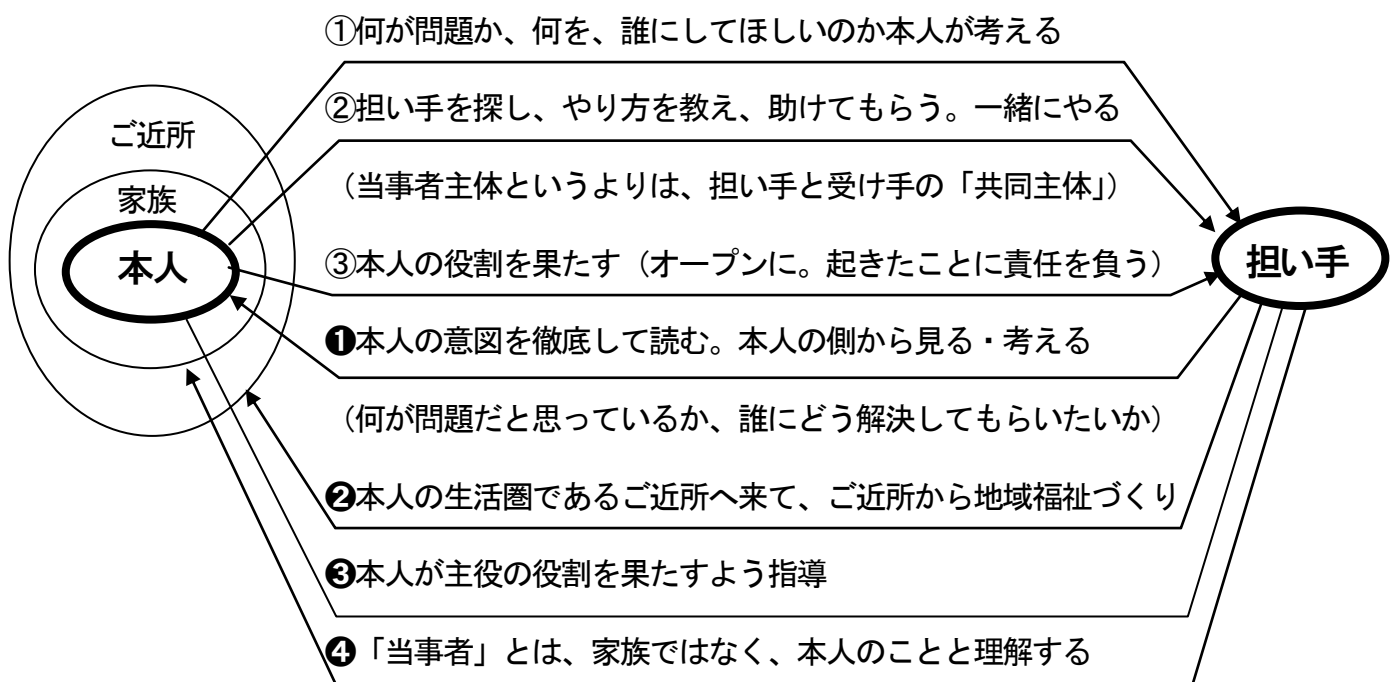 ①何が問題か、何を、誰にしてほしいのか本人が考える
②担い手を探し、やり方を教え、助けてもらう。一緒にやる
ご近所
(当事者主体というよりは、担い手と受け手の「共同主体」)
家族
本人
③本人の役割を果たす(オープンに。起きたことに責任を負う)
担い手
❶本人の意図を徹底して読む。本人の側から見る・考える
(何が問題だと思っているか、誰にどう解決してもらいたいか)
❷本人の生活圏であるご近所へ来て、ご近所から地域福祉づくり
❸本人が主役の役割を果たすよう指導
❹「当事者」とは、家族ではなく、本人のことと理解する